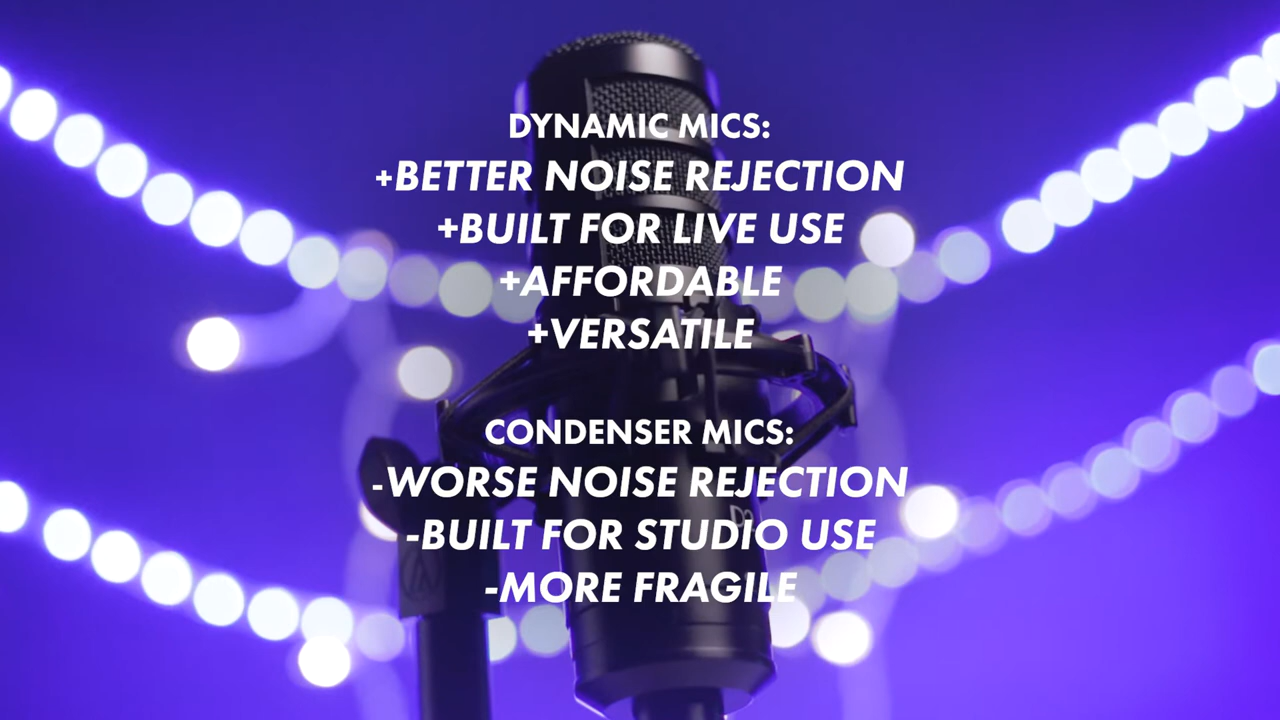 DYNAMIC MICS:
+BETTER NOISE REJECTION
+BUILT FOR LIVE USE
+AFFORDABLE
+VERSATILE
CONDENSER MICS:
-WORSE NOISE REJECTION
-BUILT FOR STUDIO USE
-MORE FRAGILE